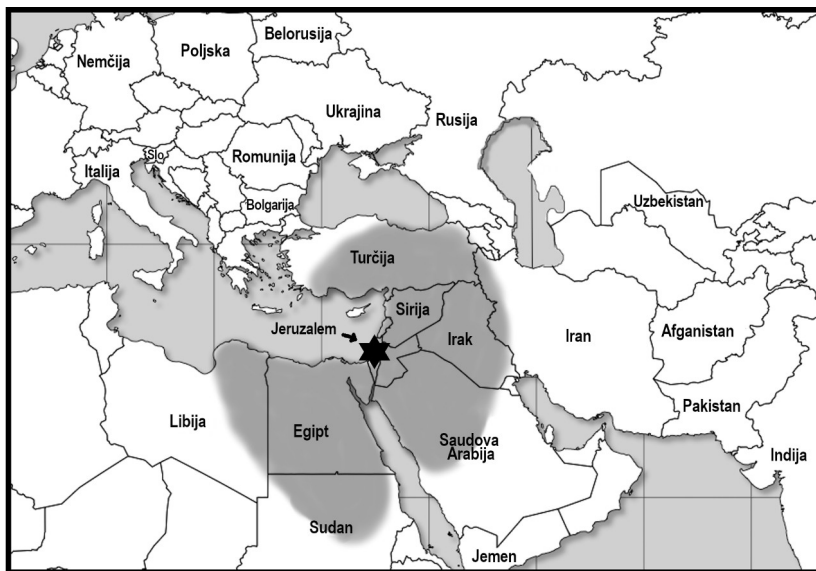 Belorusija
Poljska
Nemčija
Ukrajina
Rusija
Slo.
Romunija
Italija
Uzbekistan
Bolgarija
Turčija
Sirija
Jeruzalem
Irak
Iran
Afganistan
Pakistan
Libija
Egipt
Saudova
Arabija
Indija
Sudan
Jemen